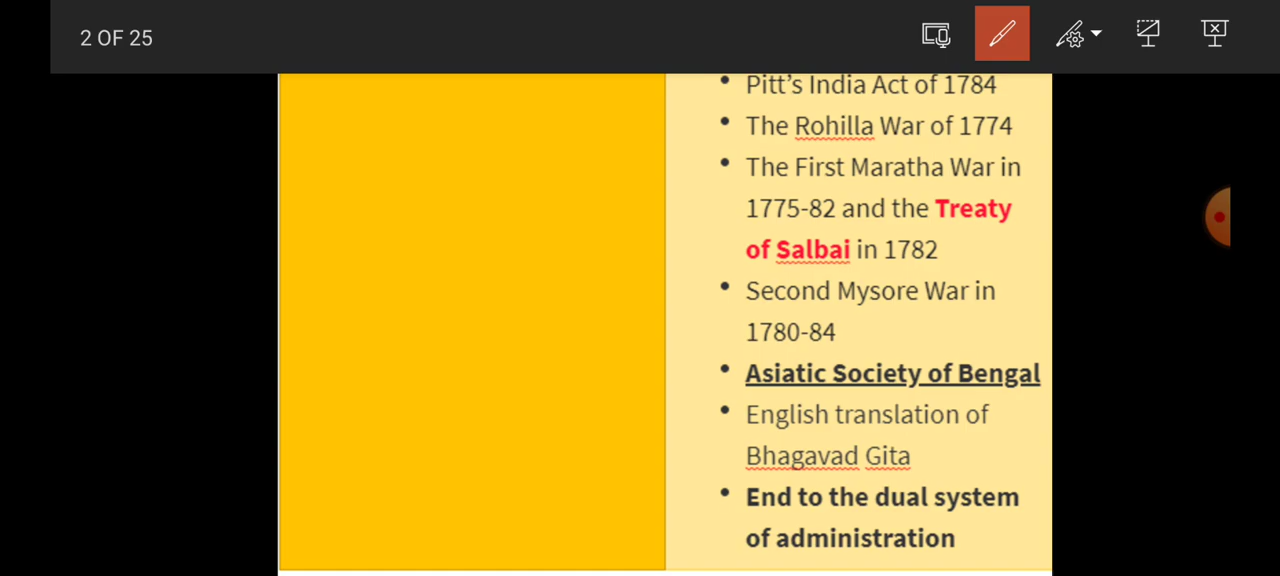 2 OF 25
• Pitt's India Act of 1784
• The Rohilla War of 1774
• The First Maratha War in
1775-82 and the Treaty
of Salbai in 1782
• Second Mysore War in
1780-84
• Asiatic Society of Bengal
• English translation of
Bhagavad Gita
• End to the dual system
of administration